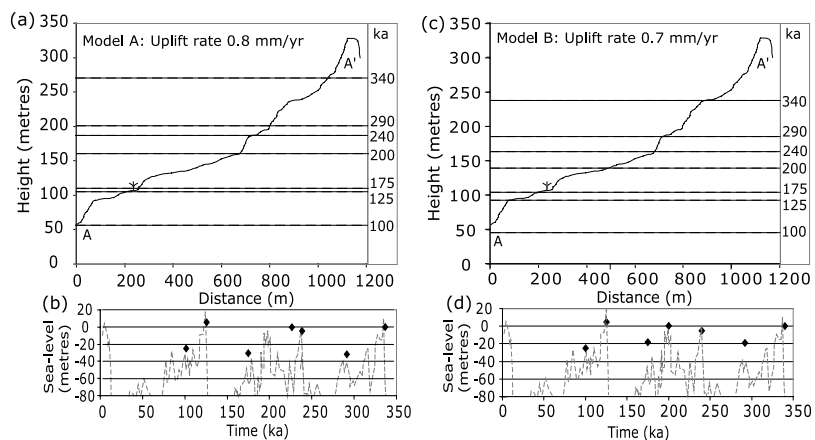 (a)
Model A: Uplift rate 0.8 mm/yr
ka
Height (metres)
350
300
250
200
150
100
50
0
A'
A
340
290
240
200
175
125
100
0 200 400 600 800 1000 1200
Distance (m)
(b)
Sea-level
(metres)
20
0
-20
-40
-60
-80
0 50 100 150 200 250 300 350
Time (ka)
(c)
Model B: Uplift rate 0.7 mm/yr
ka
Height (metres)
350
300
250
200
150
100
50
0
A'
A
340
290
240
200
175
125
100
0 200 400 600 800 1000 1200
Distance (m)
(d)
Sea-level
(metres)
20
0
-20
-40
-60
-80
0 50 100 150 200 250 300 350
Time (ka)